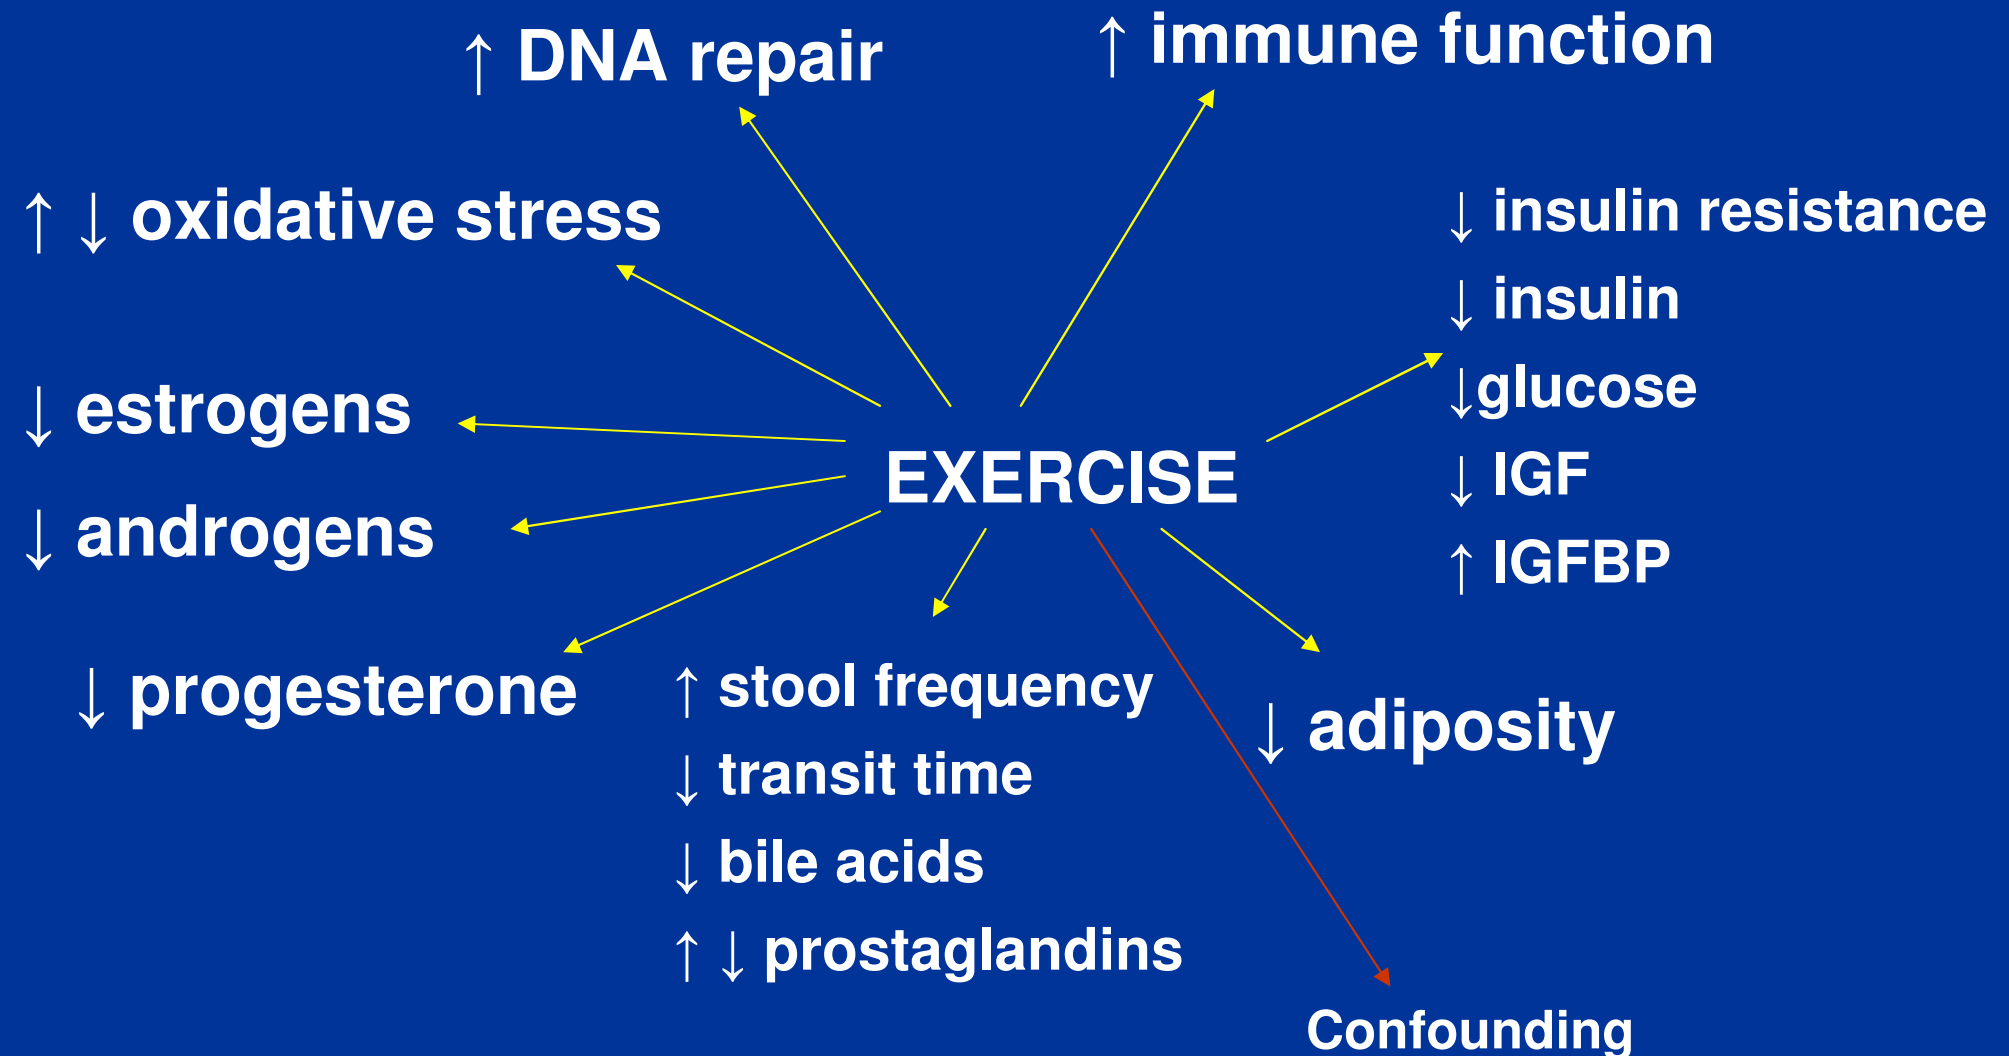 ↑ DNA repair
↑ immune function
↑ ↓ oxidative stress
↓ insulin resistance
↓ insulin
↓glucose
↓ IGF
↑ IGFBP
↓ estrogens
EXERCISE
↓ androgens
↓ progesterone
↑ stool frequency
↓ transit time
↓ bile acids
↑ ↓ prostaglandins
↓ adiposity
Confounding